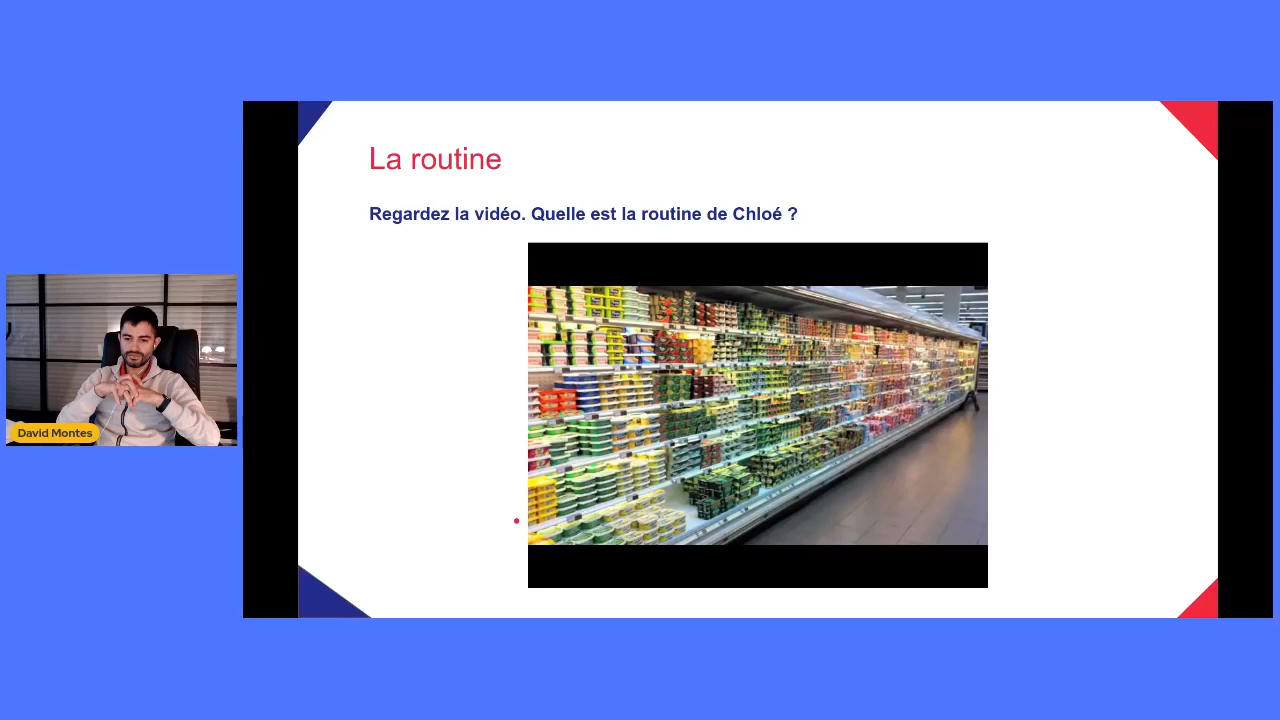 La routine
Regardez la vidéo. Quelle est la routine de Chloé ?
David Montes